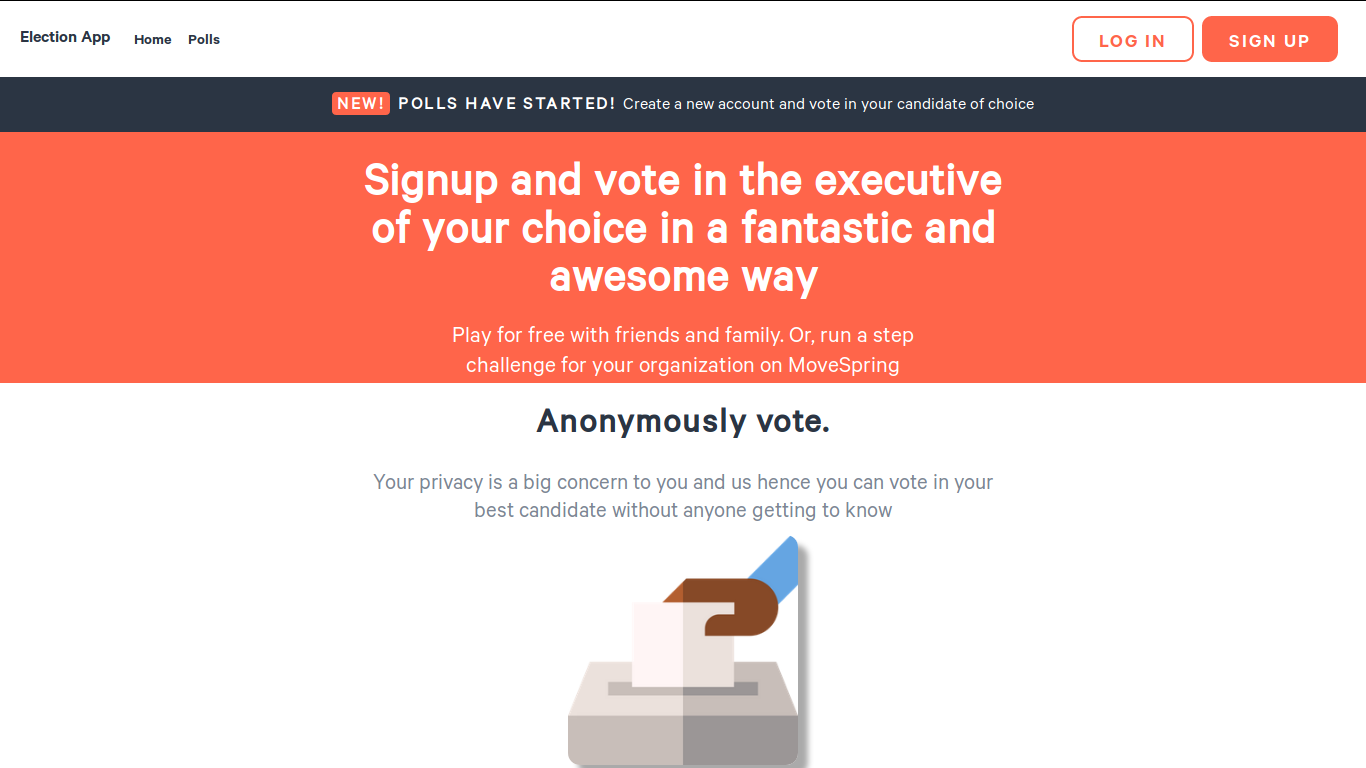 Election App Home Polls LOG IN SIGN UP
NEW! POLLS HAVE STARTED! Create a new account and vote in your candidate of choice
Signup and vote in the executive
of your choice in a fantastic and
awesome way
Play for free with friends and family. Or, run a step
challenge for your organization on MoveSpring
Anonymously vote.
Your privacy is a big concern to you and us hence you can vote in your
best candidate without anyone getting to know